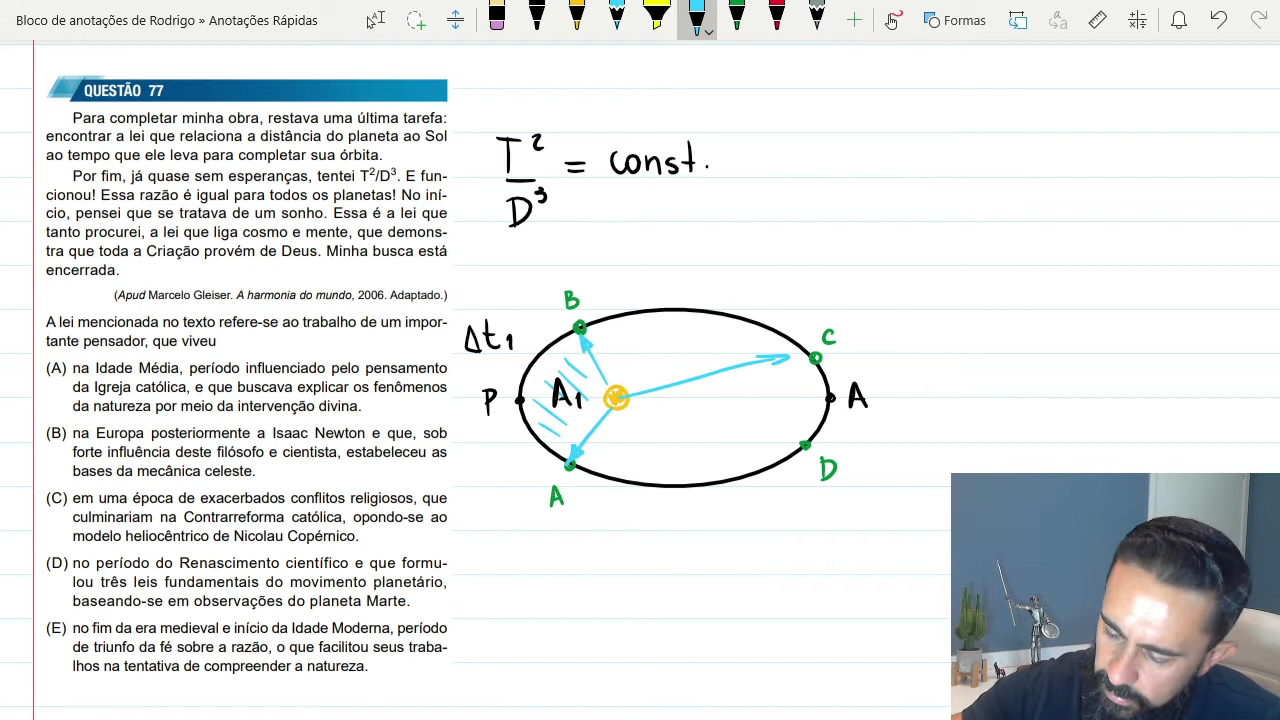 Bloco de Notações de Rodrigo » Anotações Rápidas
Formas
QUESTÃO 77
Para completar minha obra, restava uma última tarefa:
encontrar a lei que relaciona a distância do planeta ao Sol
ao tempo que ele leva para completar sua órbita.
Por fim, já quase sem esperanças, tentei T²/D³. E fun-
cionou! Essa razão é igual para todos os planetas! No iní-
cio, pensei que se tratava de um sonho. Essa é a lei que
tanto procurei, a lei que liga cosmo e mente, que demons-
tra que toda a Criação provém de Deus. Minha busca está
encerrada.
(Apud Marcelo Gleiser. A harmonia do mundo, 2006. Adaptado.)
A lei mencionada no texto refere-se ao trabalho de um impor-
tante pensador, que viveu
(A) na Idade Média, período influenciado pelo pensamento
da Igreja católica, e que buscava explicar os fenômenos
da natureza por meio da intervenção divina.
(B) na Europa posteriormente a Isaac Newton e que, sob
forte influência deste filósofo e cientista, estabeleceu as
bases da mecânica celeste.
(C) em uma época de exacerbados conflitos religiosos, que
culminariam na Contrarreforma católica, opondo-se ao
modelo heliocêntrico de Nicolau Copérnico.
(D) no período do Renascimento científico e que formu-
lou três leis fundamentais do movimento planetário,
baseando-se em observações do planeta Marte.
(E) no fim da era medieval e início da Idade Moderna, período
de triunfo da fé sobre a razão, o que facilitou seus traba-
lhos na tentativa de compreender a natureza.
T²
= const.
D³
B
Δt₁
C
P
A₁
A
A
D